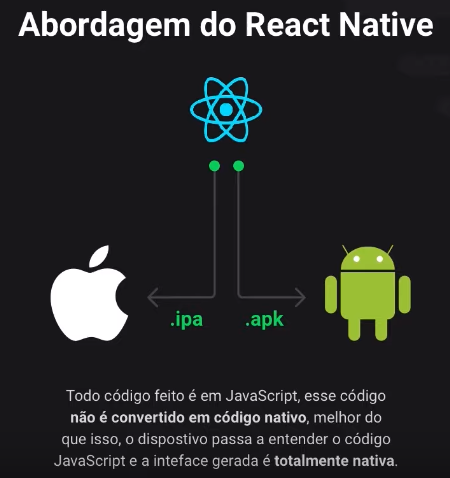 Abordagem do React Native
.ipa
.apk
Todo código feito é em JavaScript, esse código
não é convertido em código nativo, melhor do
que isso, o dispostivo passa a entender o código
JavaScript e a inteface gerada é totalmente nativa.